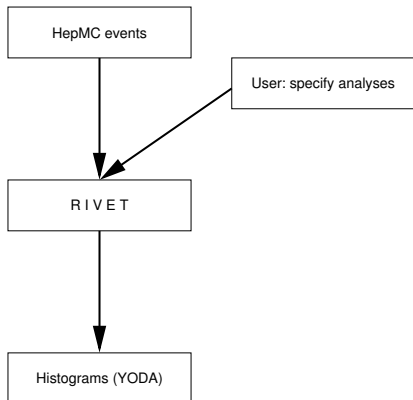 HepMC events
User: specify analyses
R I V E T
Histograms (YODA)